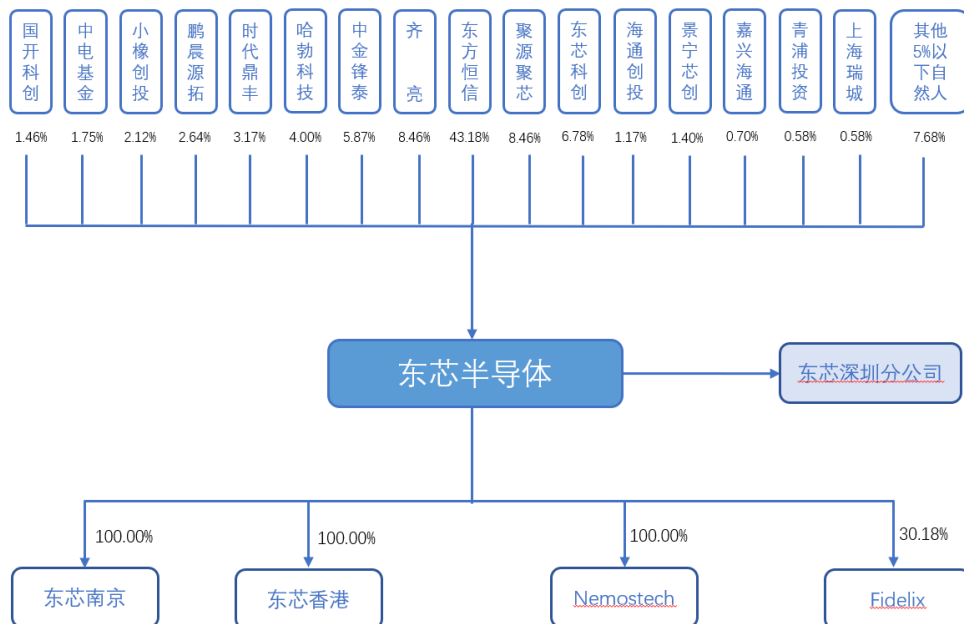 国开科创
中电基金
小橡创投
鹏晨源拓
时代鼎丰
哈勃科技
中金锋泰
齐 亮
东方恒信
聚源聚芯
东芯科创
海通创投
景宁芯创
嘉兴海通
青浦投资
上海瑞城
其他
5%以
下自
然人
1.46%
1.75%
2.12%
2.64%
3.17%
4.00%
5.87%
8.46%
43.18%
8.46%
6.78%
1.17%
1.40%
0.70%
0.58%
0.58%
7.68%
东芯半导体
东芯深圳分公司
100.00%
100.00%
100.00%
30.18%
东芯南京
东芯香港
Nemostech
Fidelix